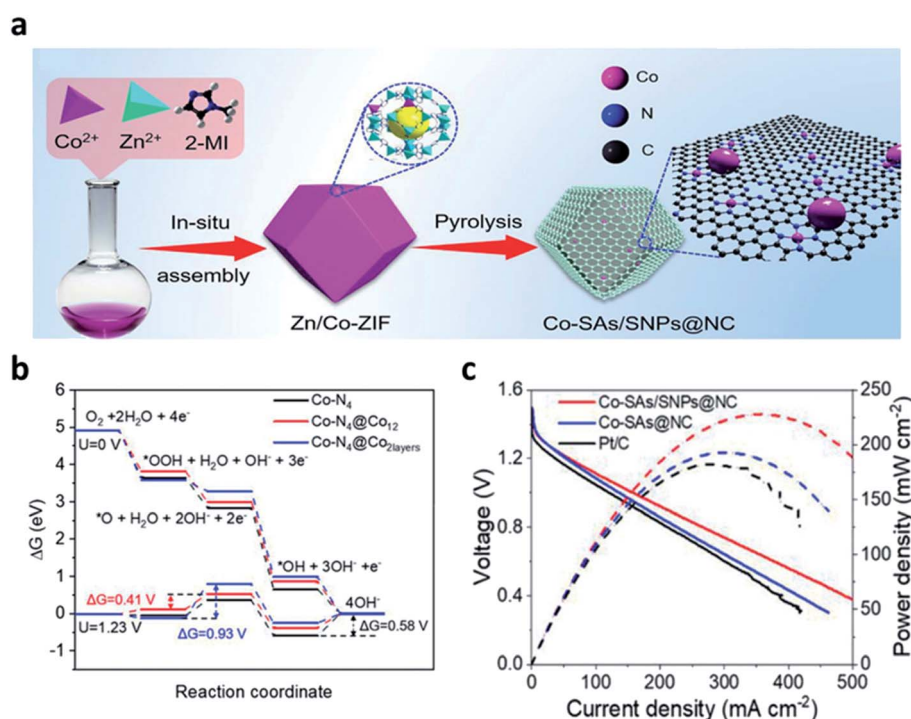 a
Co²⁺ Zn²⁺ 2-MI
In-situ
assembly
Zn/Co-ZIF
Pyrolysis
Co-SAs/SNPs@NC
Co
N
C
b
ΔG (eV)
6
5
4
3
2
1
0
-1
O₂ +2H₂O + 4e⁻
U=0 V
*OOH + H₂O + OH⁻ + 3e⁻
*O + H₂O + 2OH⁻ + 2e⁻
*OH + 3OH⁻ +e⁻
4OH⁻
Co-N₄
Co-N₄@Co₁₂
Co-N₄@Co₂layers
ΔG=0.41 V
U=1.23 V
ΔG=0.93 V
ΔG=0.58 V
Reaction coordinate
c
Voltage (V)
1.6
1.2
0.8
0.4
0.0
Co-SAs/SNPs@NC
Co-SAs@NC
Pt/C
0 100 200 300 400 500
Current density (mA cm⁻²)
250
200
150
100
50
0
Power density (mW cm⁻²)